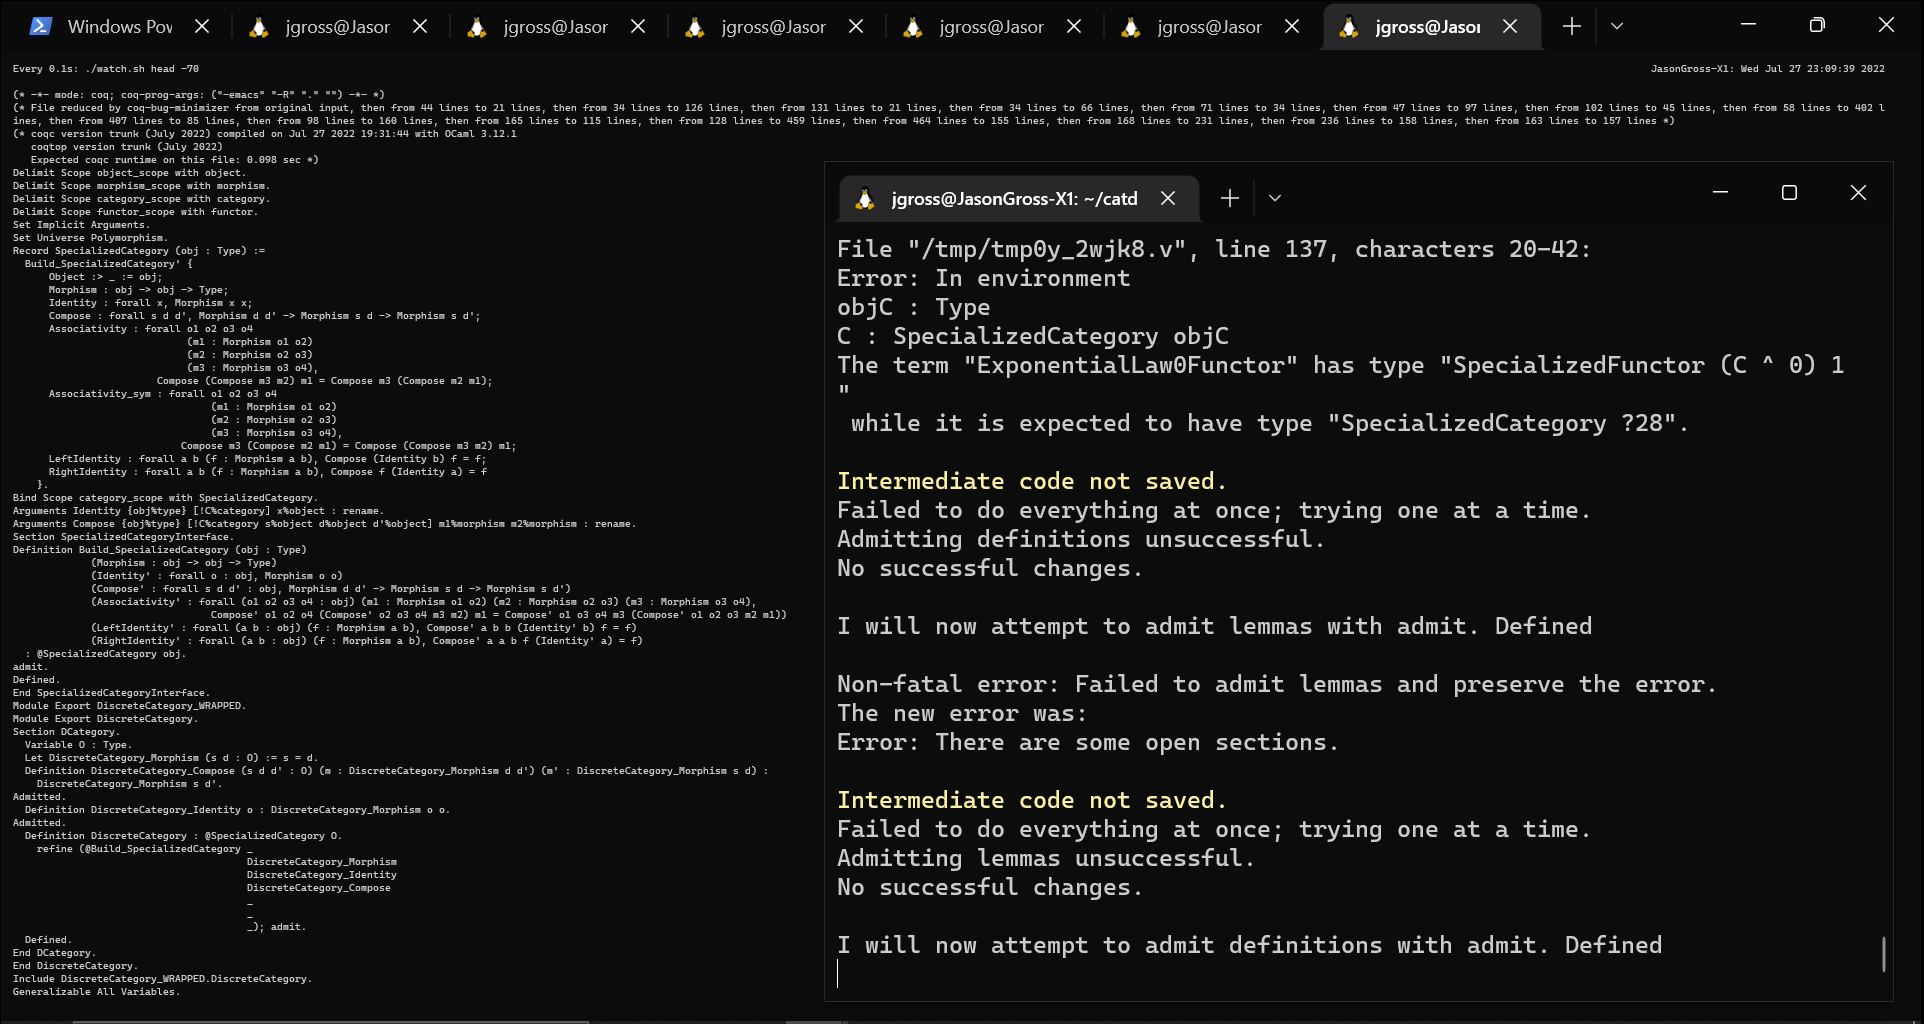 Windows Pow
jgross@Jason
jgross@Jason
jgross@Jason
jgross@Jason
jgross@Jason
jgross@Jason
Every 0.1s: ./watch.sh head -70
JasonGross-X1: Wed Jul 27 23:09:39 2022
(* -*- mode: coq; coq-prog-args: ("-emacs" "-R" "." "") -*- *)
(* File reduced by coq-bug-minimizer from original input, then from 44 lines to 21 lines, then from 34 lines to 126 lines, then from 131 lines to 21 lines, then from 34 lines to 66 lines, then from 71 lines to 34 lines, then from 47 lines to 97 lines, then from 102 lines to 45 lines, then from 58 lines to 402 l
ines, then from 407 lines to 85 lines, then from 98 lines to 160 lines, then from 165 lines to 115 lines, then from 128 lines to 459 lines, then from 464 lines to 155 lines, then from 168 lines to 231 lines, then from 236 lines to 158 lines, then from 163 lines to 157 lines *)
(* coqc version trunk (July 2022) compiled on Jul 27 2022 19:31:44 with OCaml 3.12.1
coqtop version trunk (July 2022)
Expected coqc runtime on this file: 0.098 sec *)
Delimit Scope object_scope with object.
Delimit Scope morphism_scope with morphism.
Delimit Scope category_scope with category.
Delimit Scope functor_scope with functor.
Set Implicit Arguments.
Set Universe Polymorphism.
Record SpecializedCategory (obj : Type) :=
Build_SpecializedCategory' {
Object :> _ := obj;
Morphism : obj -> obj -> Type;
Identity : forall x, Morphism x x;
Compose : forall s d d', Morphism d d' -> Morphism s d -> Morphism s d';
Associativity : forall o1 o2 o3 o4
(m1 : Morphism o1 o2)
(m2 : Morphism o2 o3)
(m3 : Morphism o3 o4),
Compose (Compose m3 m2) m1 = Compose m3 (Compose m2 m1);
Associativity_sym : forall o1 o2 o3 o4
(m1 : Morphism o1 o2)
(m2 : Morphism o2 o3)
(m3 : Morphism o3 o4),
Compose m3 (Compose m2 m1) = Compose (Compose m3 m2) m1;
LeftIdentity : forall a b (f : Morphism a b), Compose (Identity b) f = f;
RightIdentity : forall a b (f : Morphism a b), Compose f (Identity a) = f
}.
Bind Scope category_scope with SpecializedCategory.
Arguments Identity {obj%type} [!C%category] x%object : rename.
Arguments Compose {obj%type} [!C%category s%object d%object d'%object] m1%morphism m2%morphism : rename.
Section SpecializedCategoryInterface.
Definition Build_SpecializedCategory (obj : Type)
(Morphism : obj -> obj -> Type)
(Identity' : forall o : obj, Morphism o o)
(Compose' : forall s d d' : obj, Morphism d d' -> Morphism s d -> Morphism s d')
(Associativity' : forall (o1 o2 o3 o4 : obj) (m1 : Morphism o1 o2) (m2 : Morphism o2 o3) (m3 : Morphism o3 o4),
Compose' o1 o2 o4 (Compose' o2 o3 o4 m3 m2) m1 = Compose' o1 o3 o4 m3 (Compose' o1 o2 o3 m2 m1))
(LeftIdentity' : forall (a b : obj) (f : Morphism a b), Compose' a b b (Identity' b) f = f)
(RightIdentity' : forall (a b : obj) (f : Morphism a b), Compose' a a b f (Identity' a) = f)
: @SpecializedCategory obj.
admit.
Defined.
End SpecializedCategoryInterface.
Module Export DiscreteCategory_WRAPPED.
Module Export DiscreteCategory.
Section DCategory.
Variable O : Type.
Let DiscreteCategory_Morphism (s d : O) := s = d.
Definition DiscreteCategory_Compose (s d d' : O) (m : DiscreteCategory_Morphism d d') (m' : DiscreteCategory_Morphism s d) :
DiscreteCategory_Morphism s d'.
Admitted.
Definition DiscreteCategory_Identity o : DiscreteCategory_Morphism o o.
Admitted.
Definition DiscreteCategory : @SpecializedCategory O.
refine (@Build_SpecializedCategory _
DiscreteCategory_Morphism
DiscreteCategory_Identity
DiscreteCategory_Compose
_
_
_); admit.
Defined.
End DCategory.
End DiscreteCategory.
Include DiscreteCategory_WRAPPED.DiscreteCategory.
Generalizable All Variables.
jgross@JasonGross-X1: ~/catd
File "/tmp/tmp0y_2wjk8.v", line 137, characters 20-42:
Error: In environment
objC : Type
C : SpecializedCategory objC
The term "ExponentialLaw0Functor" has type "SpecializedFunctor (C ^ 0) 1
"
while it is expected to have type "SpecializedCategory ?28".
Intermediate code not saved.
Failed to do everything at once; trying one at a time.
Admitting definitions unsuccessful.
No successful changes.
I will now attempt to admit lemmas with admit. Defined
Non-fatal error: Failed to admit lemmas and preserve the error.
The new error was:
Error: There are some open sections.
Intermediate code not saved.
Failed to do everything at once; trying one at a time.
Admitting lemmas unsuccessful.
No successful changes.
I will now attempt to admit definitions with admit. Defined